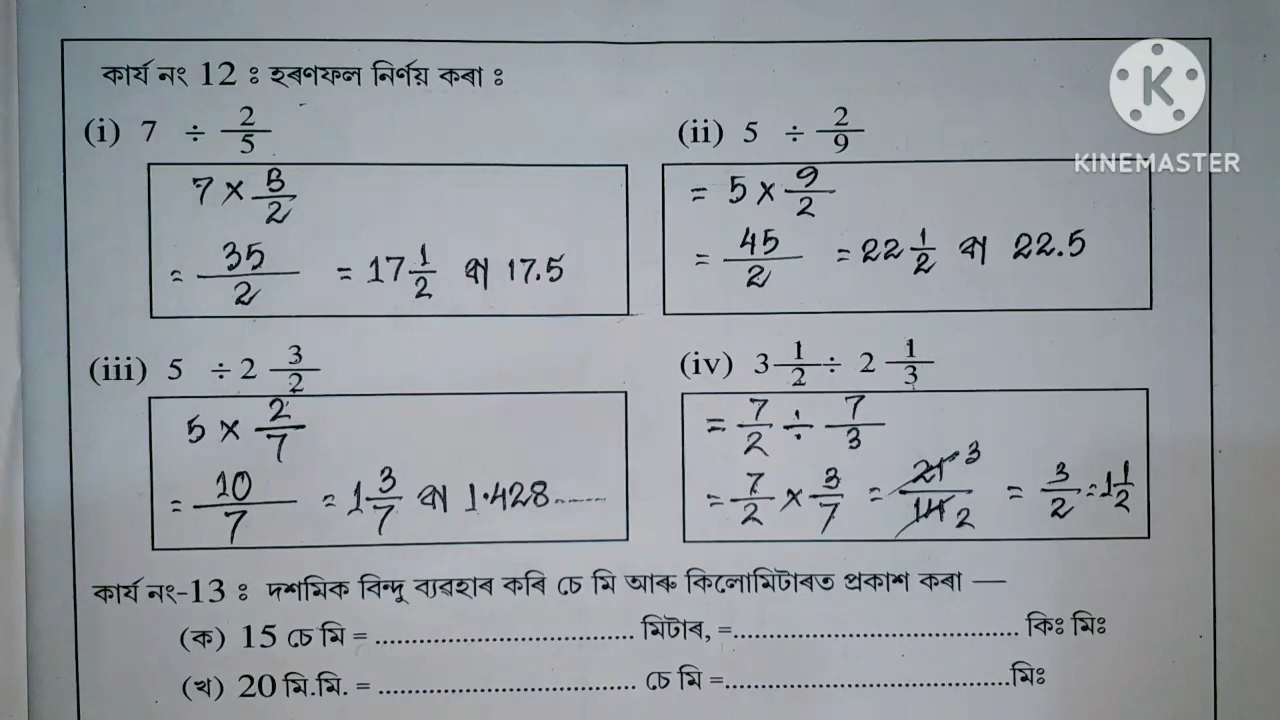 কাৰ্য নং 12 ঃ হৰণফল নিৰ্ণয় কৰা ঃ
K
KINEMASTER
(i) 7 ÷ 2/5
7 × 5/2
= 35/2 = 17 1/2 বা 17.5
(ii) 5 ÷ 2/9
= 5 × 9/2
= 45/2 = 22 1/2 বা 22.5
(iii) 5 ÷ 2 3/2
5 × 2/7
= 10/7 = 1 3/7 বা 1.428......
(iv) 3 1/2 ÷ 2 1/3
= 7/2 ÷ 7/3
= 7/2 × 3/7 = 21 3/14 2 = 3/2 = 1 1/2
কাৰ্য নং-13 ঃ দশমিক বিন্দু ব্যৱহাৰ কৰি চে মি আৰু কিলোমিটাৰত প্ৰকাশ কৰা —
(ক) 15 চে মি = .................................... মিটাৰ, =....................................... কিঃ মিঃ
(খ) 20 মি.মি. = .................................... চে মি =.......................................মিঃ